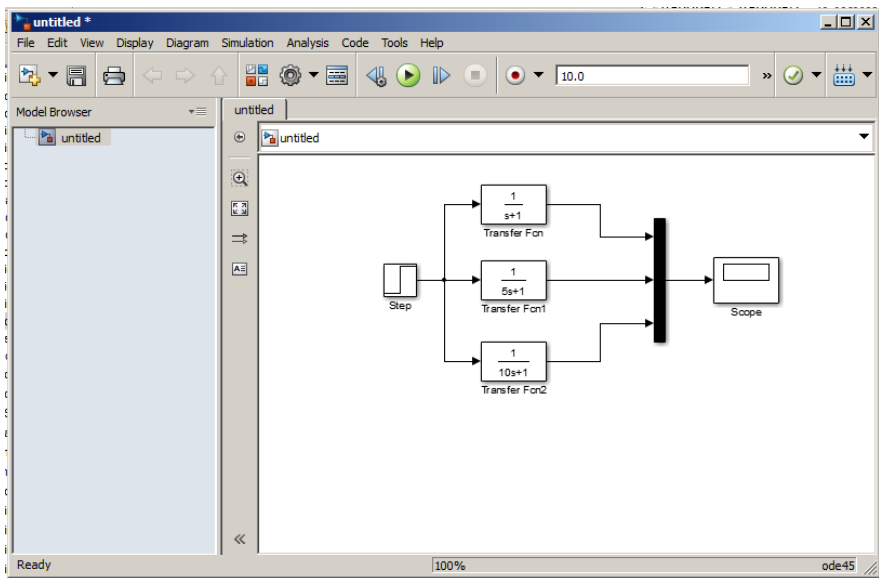 untitled *
File Edit View Display Diagram Simulation Analysis Code Tools Help
10.0
»
Model Browser
untitled
untitled
untitled
1
s+1
Transfer Fcn
1
5s+1
Transfer Fcn1
1
10s+1
Transfer Fcn2
Step
Scope
Ready
100%
ode45